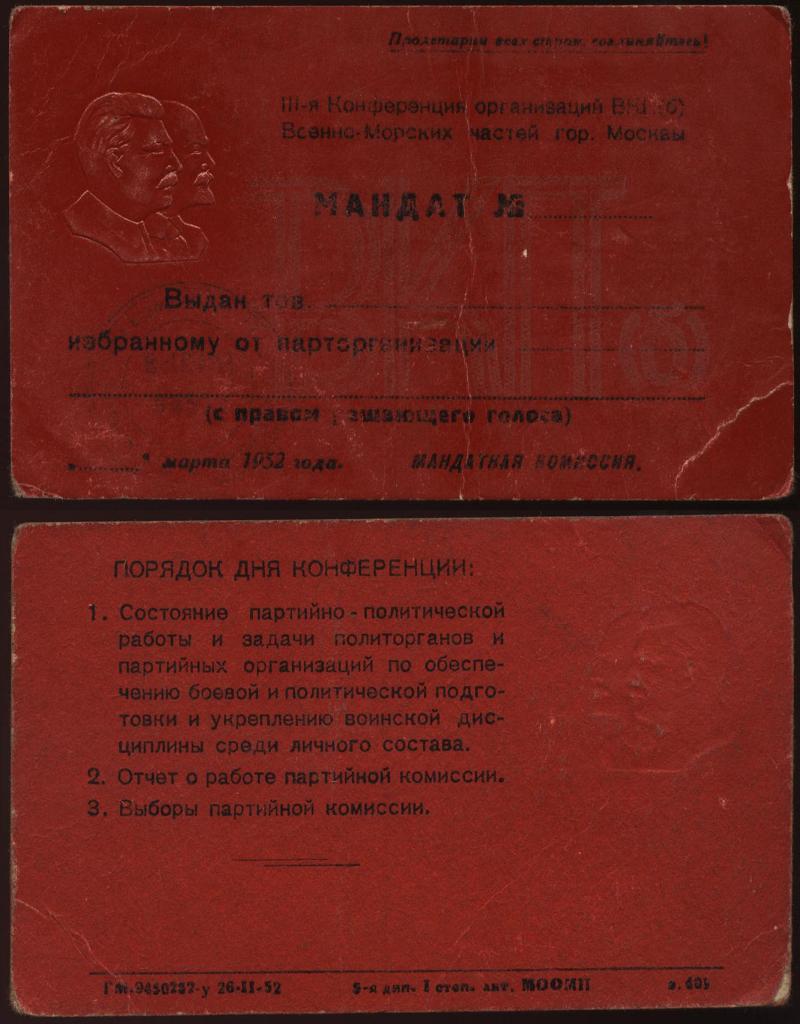 Пролетарии всех стран, соединяйтесь!
III-я Конференция организаций ВКП(б)
Военно-Морских частей гор. Москвы
МАНДАТ №
Выдан тов.
избранному от парторганизации
(с правом решающего голоса)
„..........“ марта 1952 года. МАНДАТНАЯ КОМИССИЯ.
ПОРЯДОК ДНЯ КОНФЕРЕНЦИИ:
1. Состояние партийно-политической
работы и задачи политорганов и
партийных организаций по обеспе-
чению боевой и политической подго-
товки и укреплению воинской дис-
циплины среди личного состава.
2. Отчет о работе партийной комиссии.
3. Выборы партийной комиссии.
26-II-52 I степ. э. 609